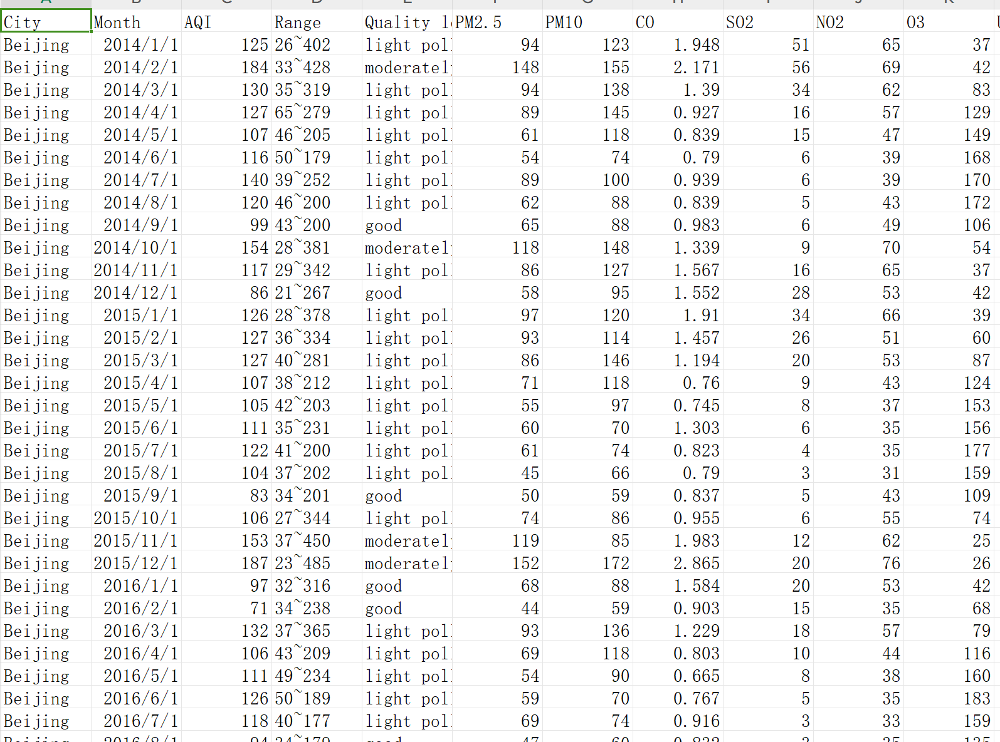 City Month AQI Range Quality l PM2.5 PM10 CO SO2 NO2 O3
Beijing 2014/1/1 125 26~402 light pol 94 123 1.948 51 65 37
Beijing 2014/2/1 184 33~428 moderatel 148 155 2.171 56 69 42
Beijing 2014/3/1 130 35~319 light pol 94 138 1.39 34 62 83
Beijing 2014/4/1 127 65~279 light pol 89 145 0.927 16 57 129
Beijing 2014/5/1 107 46~205 light pol 61 118 0.839 15 47 149
Beijing 2014/6/1 116 50~179 light pol 54 74 0.79 6 39 168
Beijing 2014/7/1 140 39~252 light pol 89 100 0.939 6 39 170
Beijing 2014/8/1 120 46~200 light pol 62 88 0.839 5 43 172
Beijing 2014/9/1 99 43~200 good 65 88 0.983 6 49 106
Beijing 2014/10/1 154 28~381 moderatel 118 148 1.339 9 70 54
Beijing 2014/11/1 117 29~342 light pol 86 127 1.567 16 65 37
Beijing 2014/12/1 86 21~267 good 58 95 1.552 28 53 42
Beijing 2015/1/1 126 28~378 light pol 97 120 1.91 34 66 39
Beijing 2015/2/1 127 36~334 light pol 93 114 1.457 26 51 60
Beijing 2015/3/1 127 40~281 light pol 86 146 1.194 20 53 87
Beijing 2015/4/1 107 38~212 light pol 71 118 0.76 9 43 124
Beijing 2015/5/1 105 42~203 light pol 55 97 0.745 8 37 153
Beijing 2015/6/1 111 35~231 light pol 60 70 1.303 6 35 156
Beijing 2015/7/1 122 41~200 light pol 61 74 0.823 4 35 177
Beijing 2015/8/1 104 37~202 light pol 45 66 0.79 3 31 159
Beijing 2015/9/1 83 34~201 good 50 59 0.837 5 43 109
Beijing 2015/10/1 106 27~344 light pol 74 86 0.955 6 55 74
Beijing 2015/11/1 153 37~450 moderatel 119 85 1.983 12 62 25
Beijing 2015/12/1 187 23~485 moderatel 152 172 2.865 20 76 26
Beijing 2016/1/1 97 32~316 good 68 88 1.584 20 53 42
Beijing 2016/2/1 71 34~238 good 44 59 0.903 15 35 68
Beijing 2016/3/1 132 37~365 light pol 93 136 1.229 18 57 79
Beijing 2016/4/1 106 43~209 light pol 69 118 0.803 10 44 116
Beijing 2016/5/1 111 49~234 light pol 54 90 0.665 8 38 160
Beijing 2016/6/1 126 50~189 light pol 59 70 0.767 5 35 183
Beijing 2016/7/1 118 40~177 light pol 69 74 0.916 3 33 159